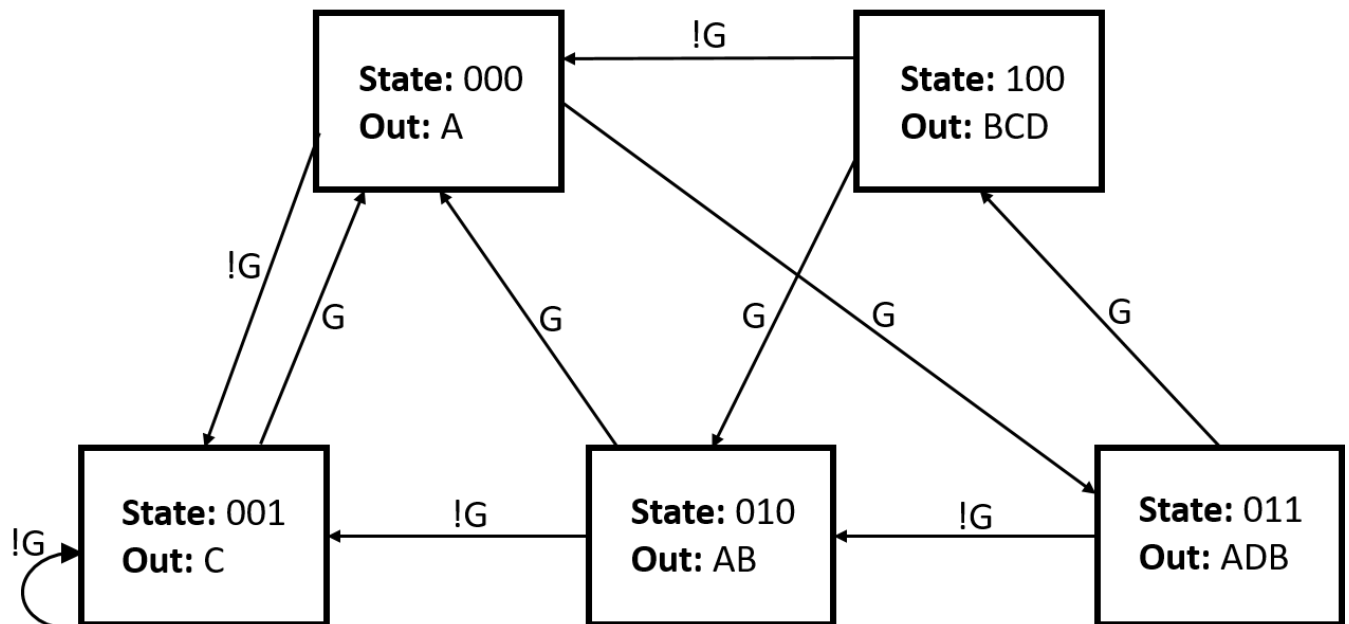 !G
State: 000
Out: A
State: 100
Out: BCD
!G
G
G
G
G
G
State: 001
Out: C
!G
State: 010
Out: AB
!G
State: 011
Out: ADB
!G